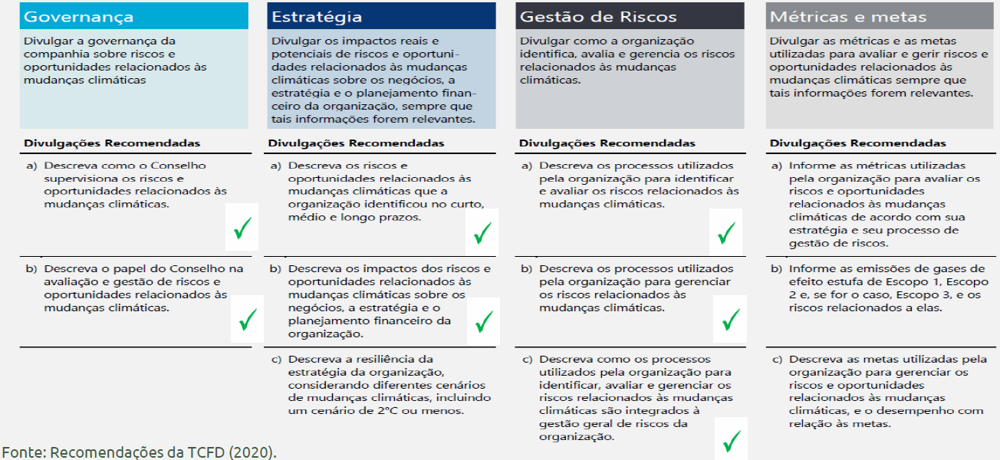 Governança
Divulgar a governança da
companhia sobre riscos e
oportunidades relacionados às
mudanças climáticas
Divulgações Recomendadas
a) Descreva como o Conselho
supervisiona os riscos e
oportunidades relacionados às
mudanças climáticas.
b) Descreva o papel do Conselho na
avaliação e gestão de riscos e
oportunidades relacionados às
mudanças climáticas.
Estratégia
Divulgar os impactos reais e
potenciais de riscos e oportuni-
dades relacionados às mudanças
climáticas sobre os negócios, a
estratégia e o planejamento finan-
ceiro da organização, sempre que
tais informações forem relevantes.
Divulgações Recomendadas
a) Descreva os riscos e
oportunidades relacionados às
mudanças climáticas que a
organização identificou no curto,
médio e longo prazos.
b) Descreva os impactos dos riscos e
oportunidades relacionados às
mudanças climáticas sobre os
negócios, a estratégia e o
planejamento financeiro da
organização.
c) Descreva a resiliência da
estratégia da organização,
considerando diferentes cenários
de mudanças climáticas, incluindo
um cenário de 2°C ou menos.
Gestão de Riscos
Divulgar como a organização
identifica, avalia e gerencia os riscos
relacionados às mudanças
climáticas.
Divulgações Recomendadas
a) Descreva os processos utilizados
pela organização para identificar
e avaliar os riscos relacionados às
mudanças climáticas.
b) Descreva os processos utilizados
pela organização para gerenciar
os riscos relacionados às
mudanças climáticas.
c) Descreva como os processos
utilizados pela organização para
identificar, avaliar e gerenciar os
riscos relacionados às mudanças
climáticas são integrados à
gestão geral de riscos da
organização.
Métricas e metas
Divulgar as métricas e as metas
utilizadas para avaliar e gerir riscos e
oportunidades relacionados às
mudanças climáticas sempre que
tais informações forem relevantes.
Divulgações Recomendadas
a) Informe as métricas utilizadas
pela organização para avaliar os
riscos e oportunidades
relacionados às mudanças
climáticas de acordo com sua
estratégia e seu processo de
gestão de riscos.
b) Informe as emissões de gases de
efeito estufa de Escopo 1, Escopo
2 e, se for o caso, Escopo 3, e os
riscos relacionados a elas.
c) Descreva as metas utilizadas pela
organização para gerenciar os
riscos e oportunidades
relacionados às mudanças
climáticas, e o desempenho com
relação às metas.
Fonte: Recomendações da TCFD (2020).